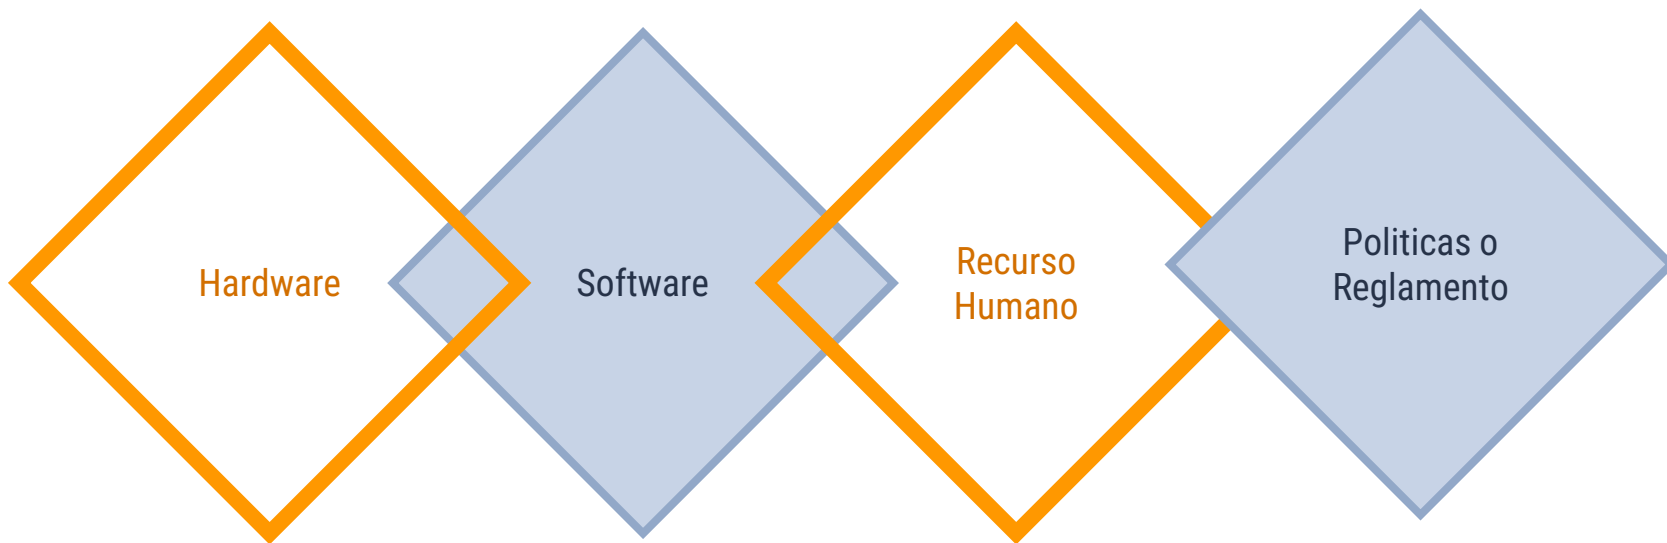 Hardware
Software
Recurso
Humano
Politicas o
Reglamento